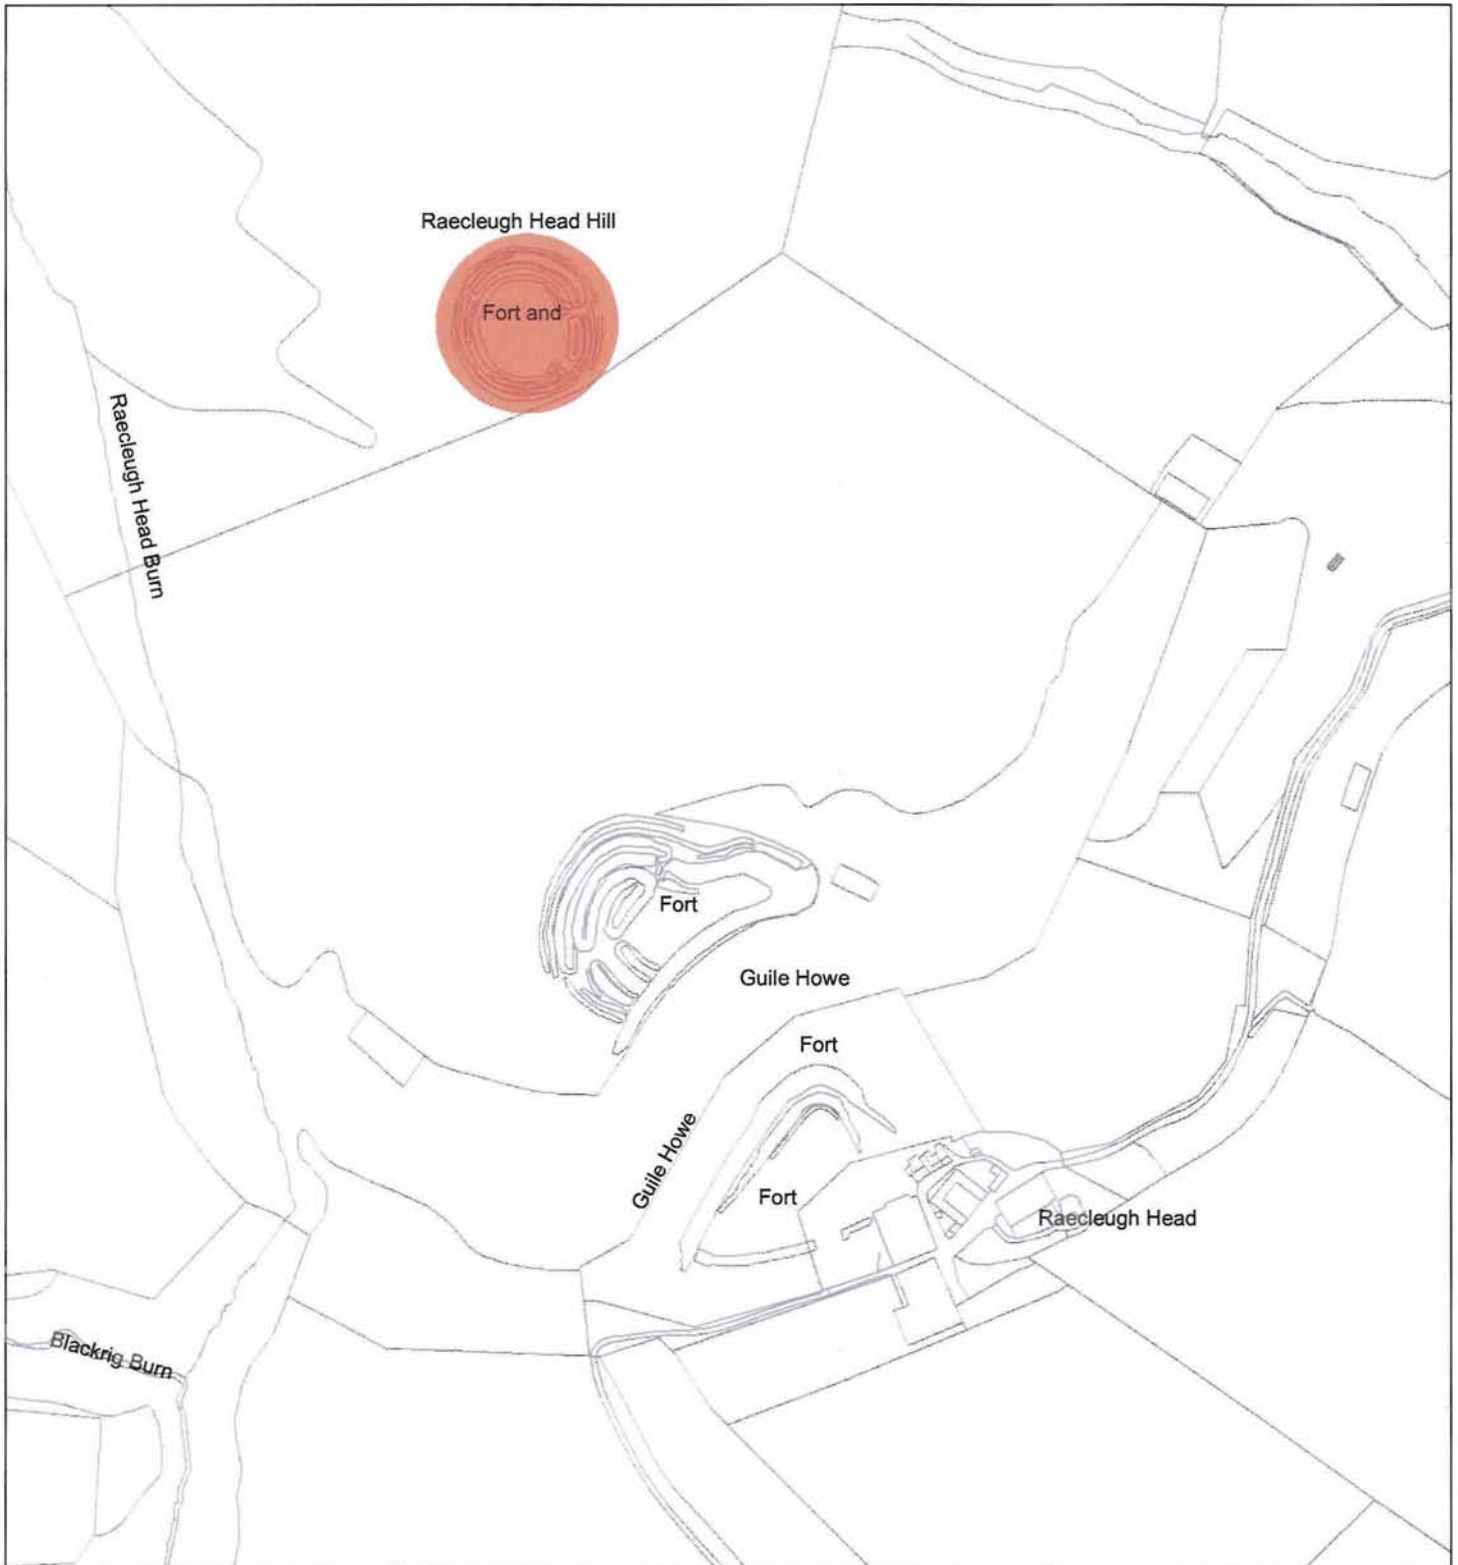 Raecleugh Head Hill
Fort and
Raecleugh Head Burn
Fort
Guile Howe
Fort
Guile Howe
Fort
Raecleugh Head
Blackrig Burn